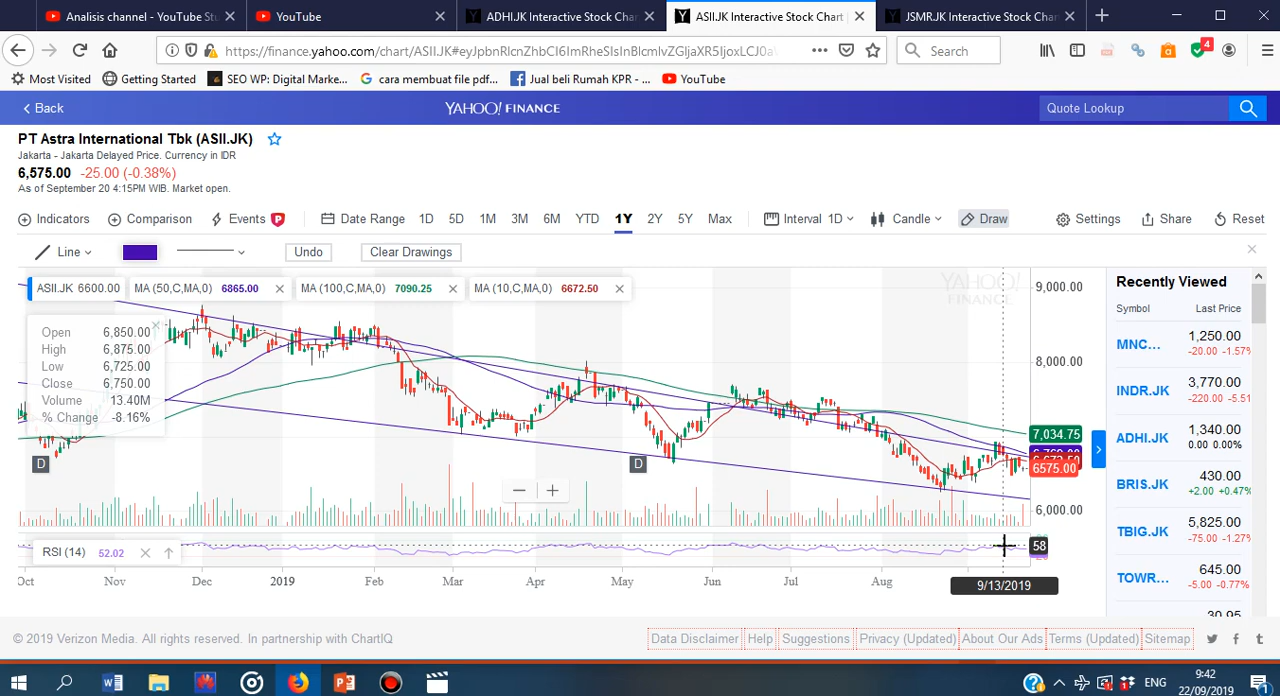 Analisis channel - YouTube Stu
YouTube
ADHI.JK Interactive Stock Char
ASII.JK Interactive Stock Chart |
JSMR.JK Interactive Stock Char
Search
Most Visited
Getting Started
SEO WP: Digital Marke...
cara membuat file pdf...
Jual beli Rumah KPR - ...
YouTube
4
Back
YAHOO! FINANCE
Quote Lookup
PT Astra International Tbk (ASII.JK)
Jakarta - Jakarta Delayed Price. Currency in IDR
6,575.00 -25.00 (-0.38%)
As of September 20 4:15PM WIB. Market open.
Indicators
Comparison
Events P
Date Range 1D 5D 1M 3M 6M YTD 1Y 2Y 5Y Max
Interval 1D
Candle
Draw
Settings
Share
Reset
Line
Undo
Clear Drawings
ASII.JK 6600.00
MA (50,C,MA,0) 6865.00
MA (100,C,MA,0) 7090.25
MA (10,C,MA,0) 6672.50
YAHOO!
FINANCE
Open 6,850.00
High 6,875.00
Low 6,725.00
Close 6,750.00
Volume 13.40M
% Change -8.16%
D
D
9,000.00
8,000.00
7,034.75
6575.00
6,000.00
RSI (14) 52.02
58
Oct Nov Dec 2019 Feb Mar Apr May Jun Jul Aug
9/13/2019
Recently Viewed
Symbol Last Price
MNC... 1,250.00
-20.00 -1.57%
INDR.JK 3,770.00
-220.00 -5.51
ADHI.JK 1,340.00
0.00 0.00%
BRIS.JK 430.00
+2.00 +0.47%
TBIG.JK 5,825.00
-75.00 -1.27%
TOWR... 645.00
-5.00 -0.77%
© 2019 Verizon Media. All rights reserved. In partnership with ChartIQ
Data Disclaimer Help Suggestions Privacy (Updated) About Our Ads Terms (Updated) Sitemap
ENG
9:42
22/09/2019